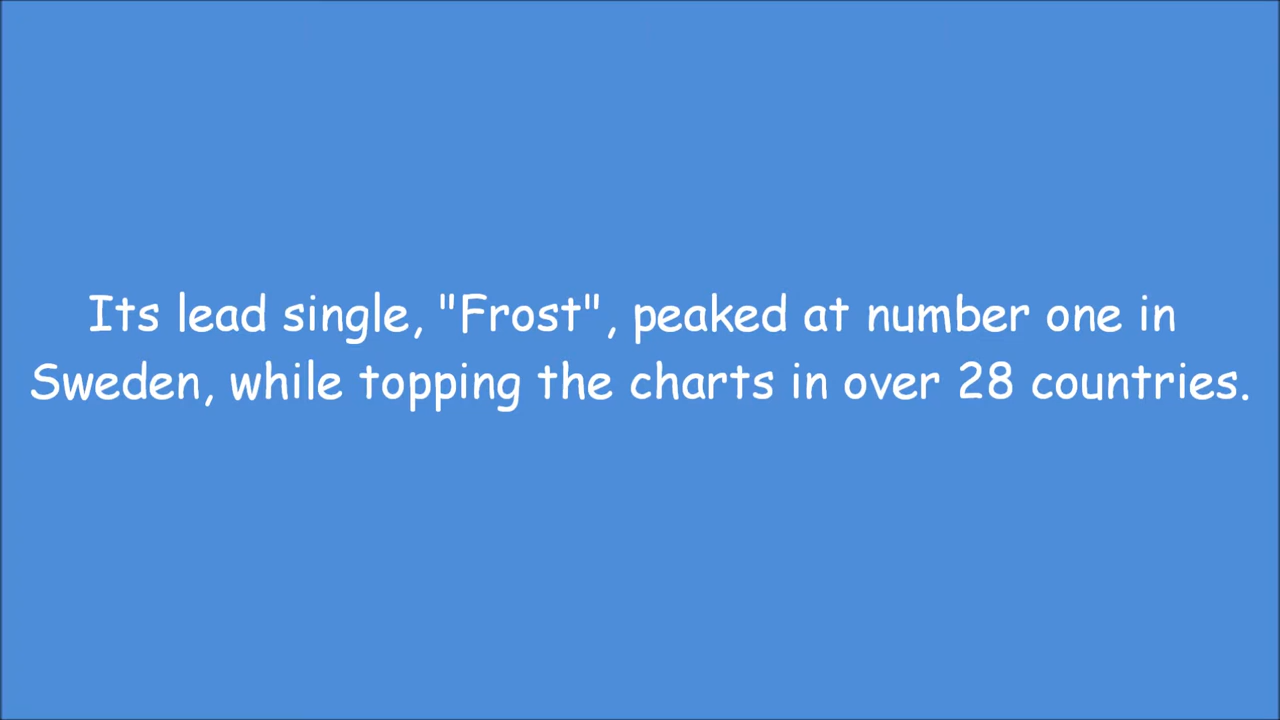 Its lead single, "Frost", peaked at number one in
Sweden, while topping the charts in over 28 countries.